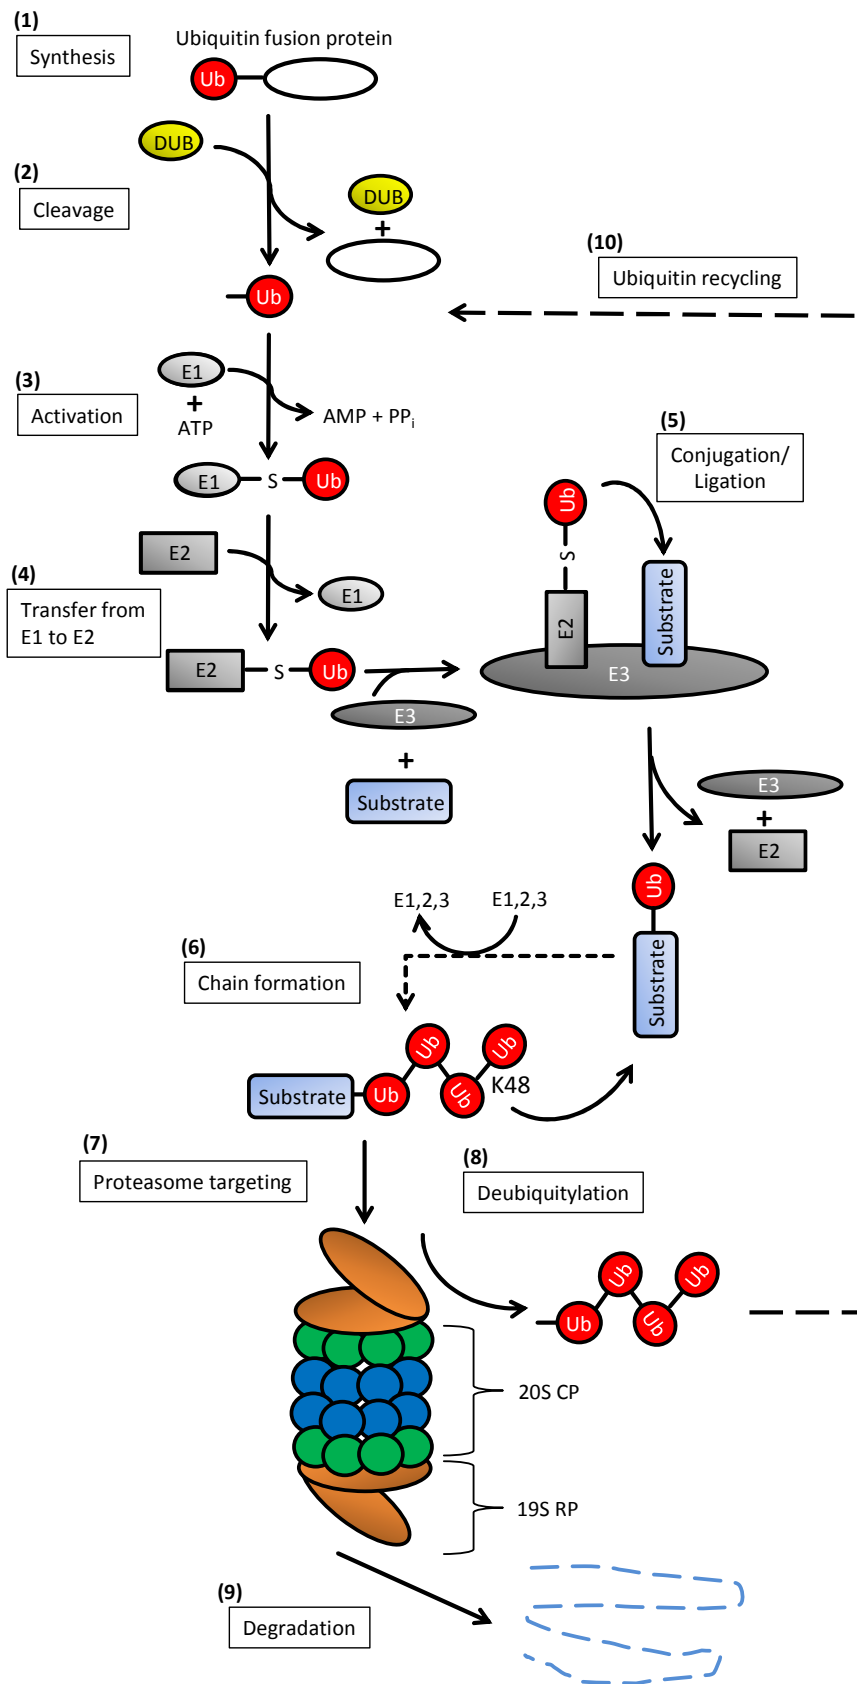 (1)
Synthesis
Ubiquitin fusion protein
Ub
DUB
(2)
Cleavage
DUB
+
Ub
(10)
Ubiquitin recycling
(3)
Activation
E1
+
ATP
AMP + PPi
E1
S
Ub
(4)
Transfer from
E1 to E2
E2
E1
E2
S
Ub
E3
+
Substrate
(5)
Conjugation/
Ligation
Ub
S
E2
Substrate
E3
E3
+
E2
Ub
Substrate
E1,2,3
E1,2,3
(6)
Chain formation
Substrate
Ub
Ub
Ub
Ub
K48
(7)
Proteasome targeting
(8)
Deubiquitylation
Ub
Ub
Ub
Ub
20S CP
19S RP
(9)
Degradation